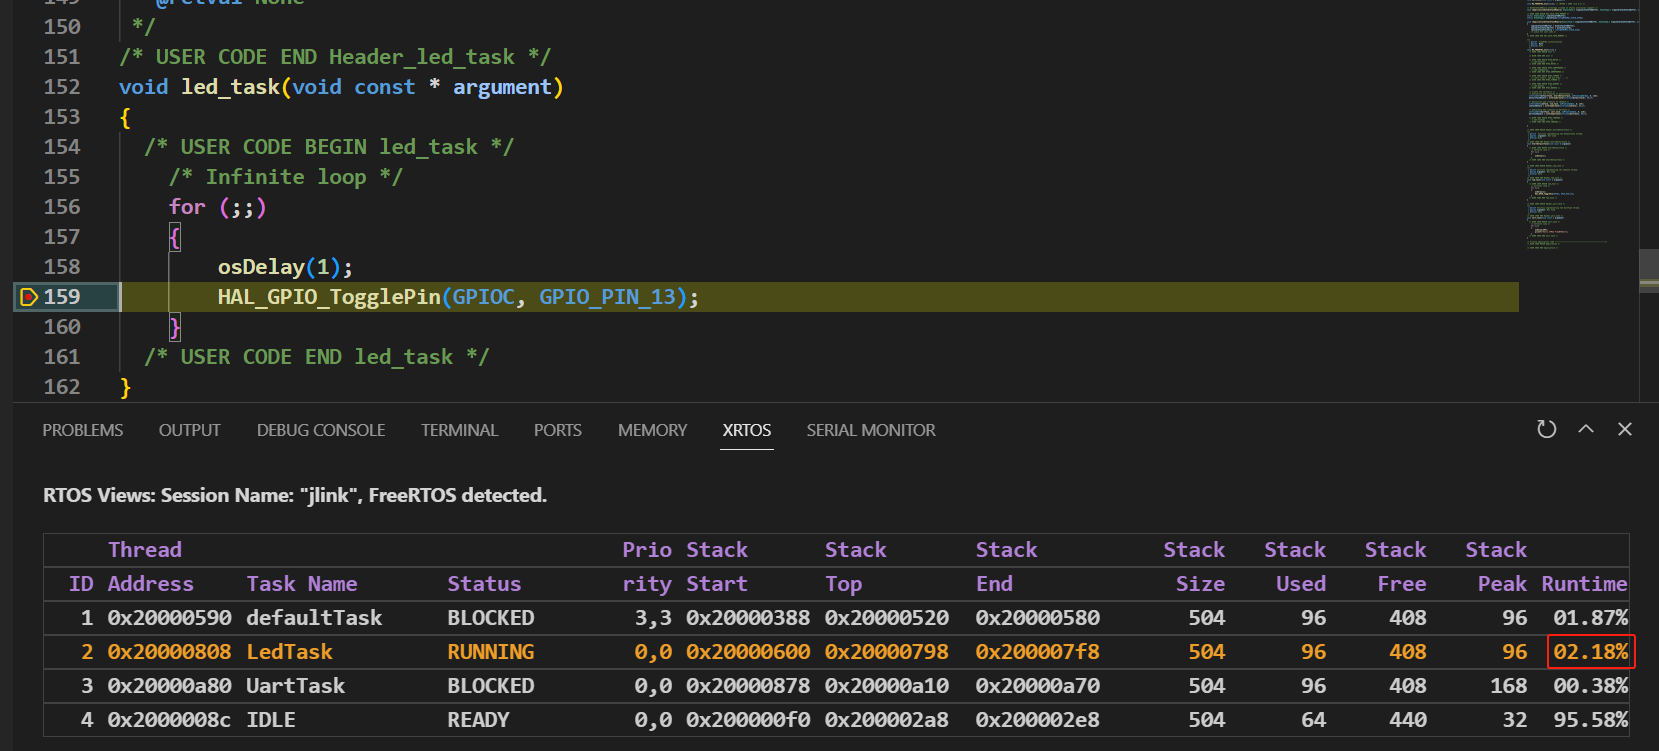 149 @retval None
150 */
151 /* USER CODE END Header_led_task */
152 void led_task(void const * argument)
153 {
154 /* USER CODE BEGIN led_task */
155 /* Infinite loop */
156 for (;;)
157 {
158 osDelay(1);
159 HAL_GPIO_TogglePin(GPIOC, GPIO_PIN_13);
160 }
161 /* USER CODE END led_task */
162 }
PROBLEMS OUTPUT DEBUG CONSOLE TERMINAL PORTS MEMORY XRTOS SERIAL MONITOR
RTOS Views: Session Name: "jlink", FreeRTOS detected.
Thread Prio Stack Stack Stack Stack Stack Stack Stack
ID Address Task Name Status rity Start Top End Size Used Free Peak Runtime
1 0x20000590 defaultTask BLOCKED 3,3 0x20000388 0x20000520 0x20000580 504 96 408 96 01.87%
2 0x20000808 LedTask RUNNING 0,0 0x20000600 0x20000798 0x200007f8 504 96 408 96 02.18%
3 0x20000a80 UartTask BLOCKED 0,0 0x20000878 0x20000a10 0x20000a70 504 96 408 168 00.38%
4 0x2000008c IDLE READY 0,0 0x200000f0 0x200002a8 0x200002e8 504 64 440 32 95.58%